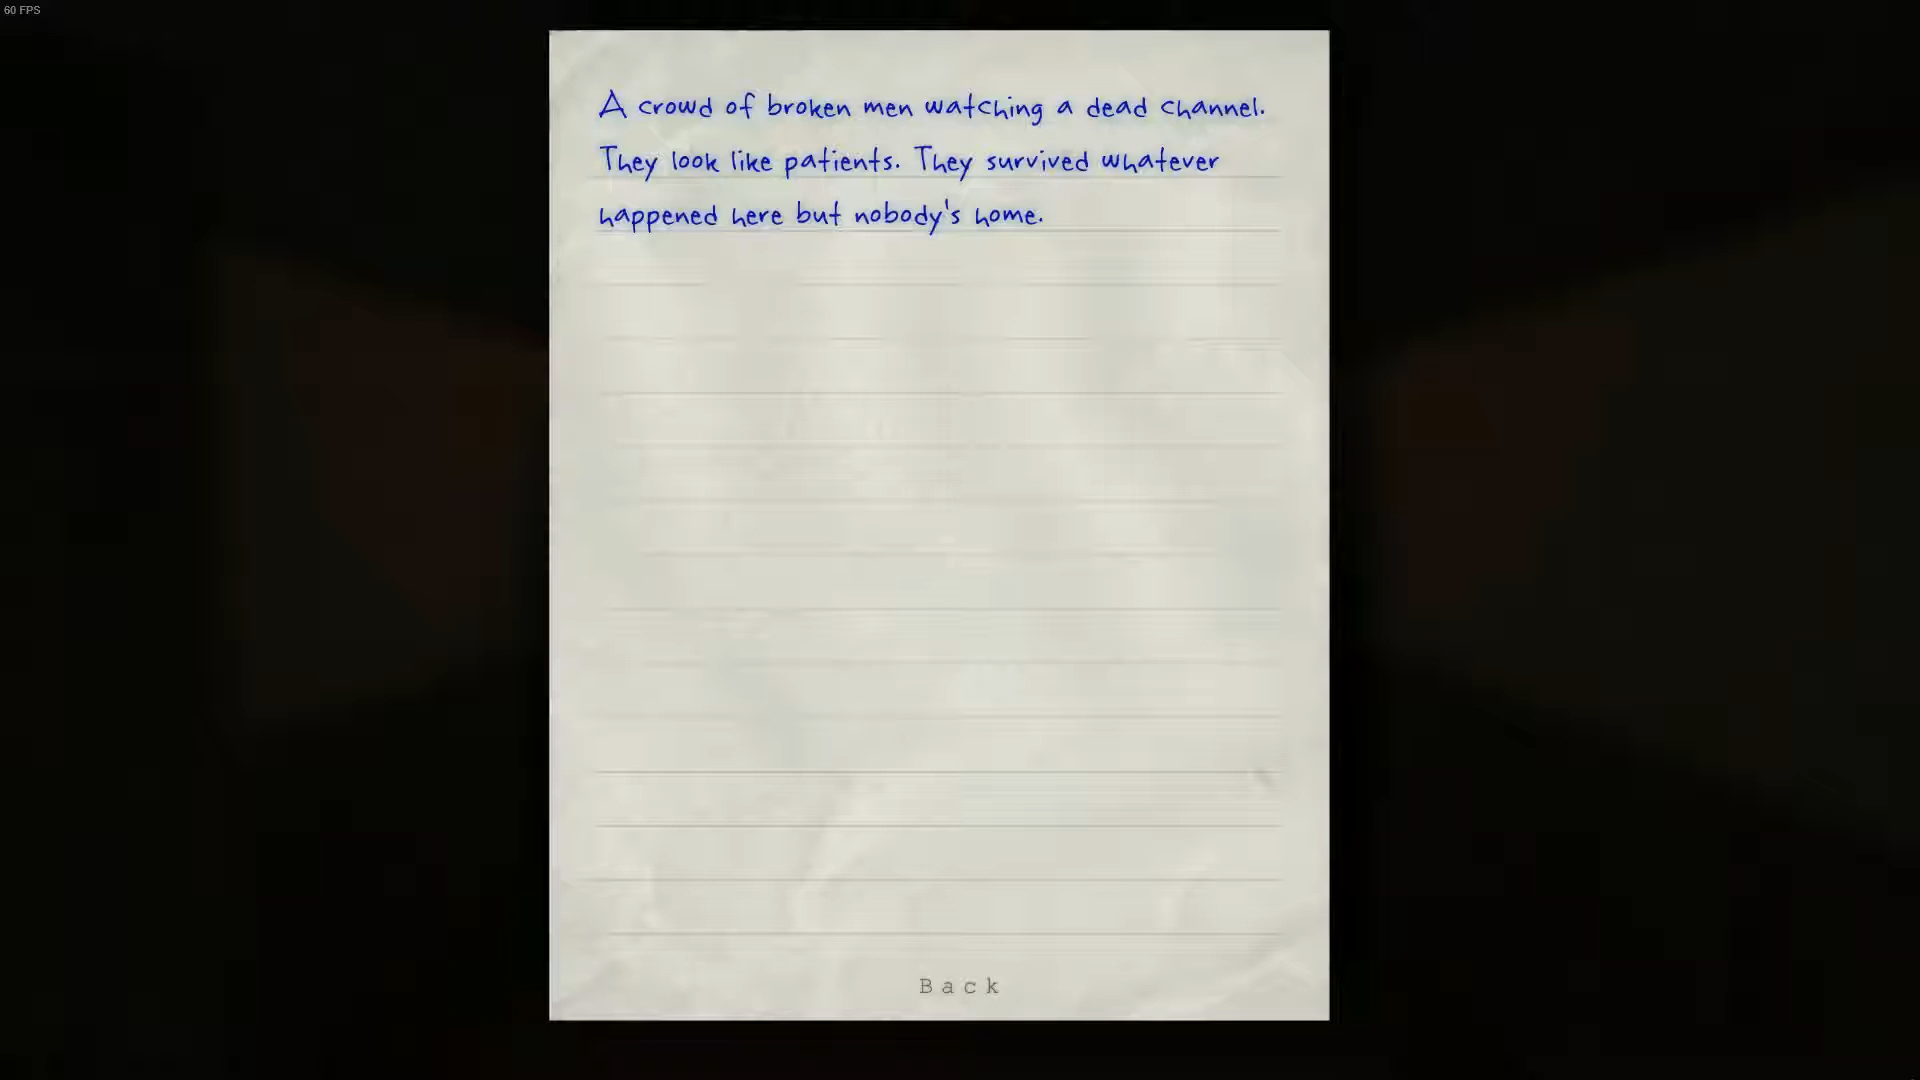 60 FPS
A crowd of broken men watching a dead channel.
They look like patients. They survived whatever
happened here but nobody's home.
Back